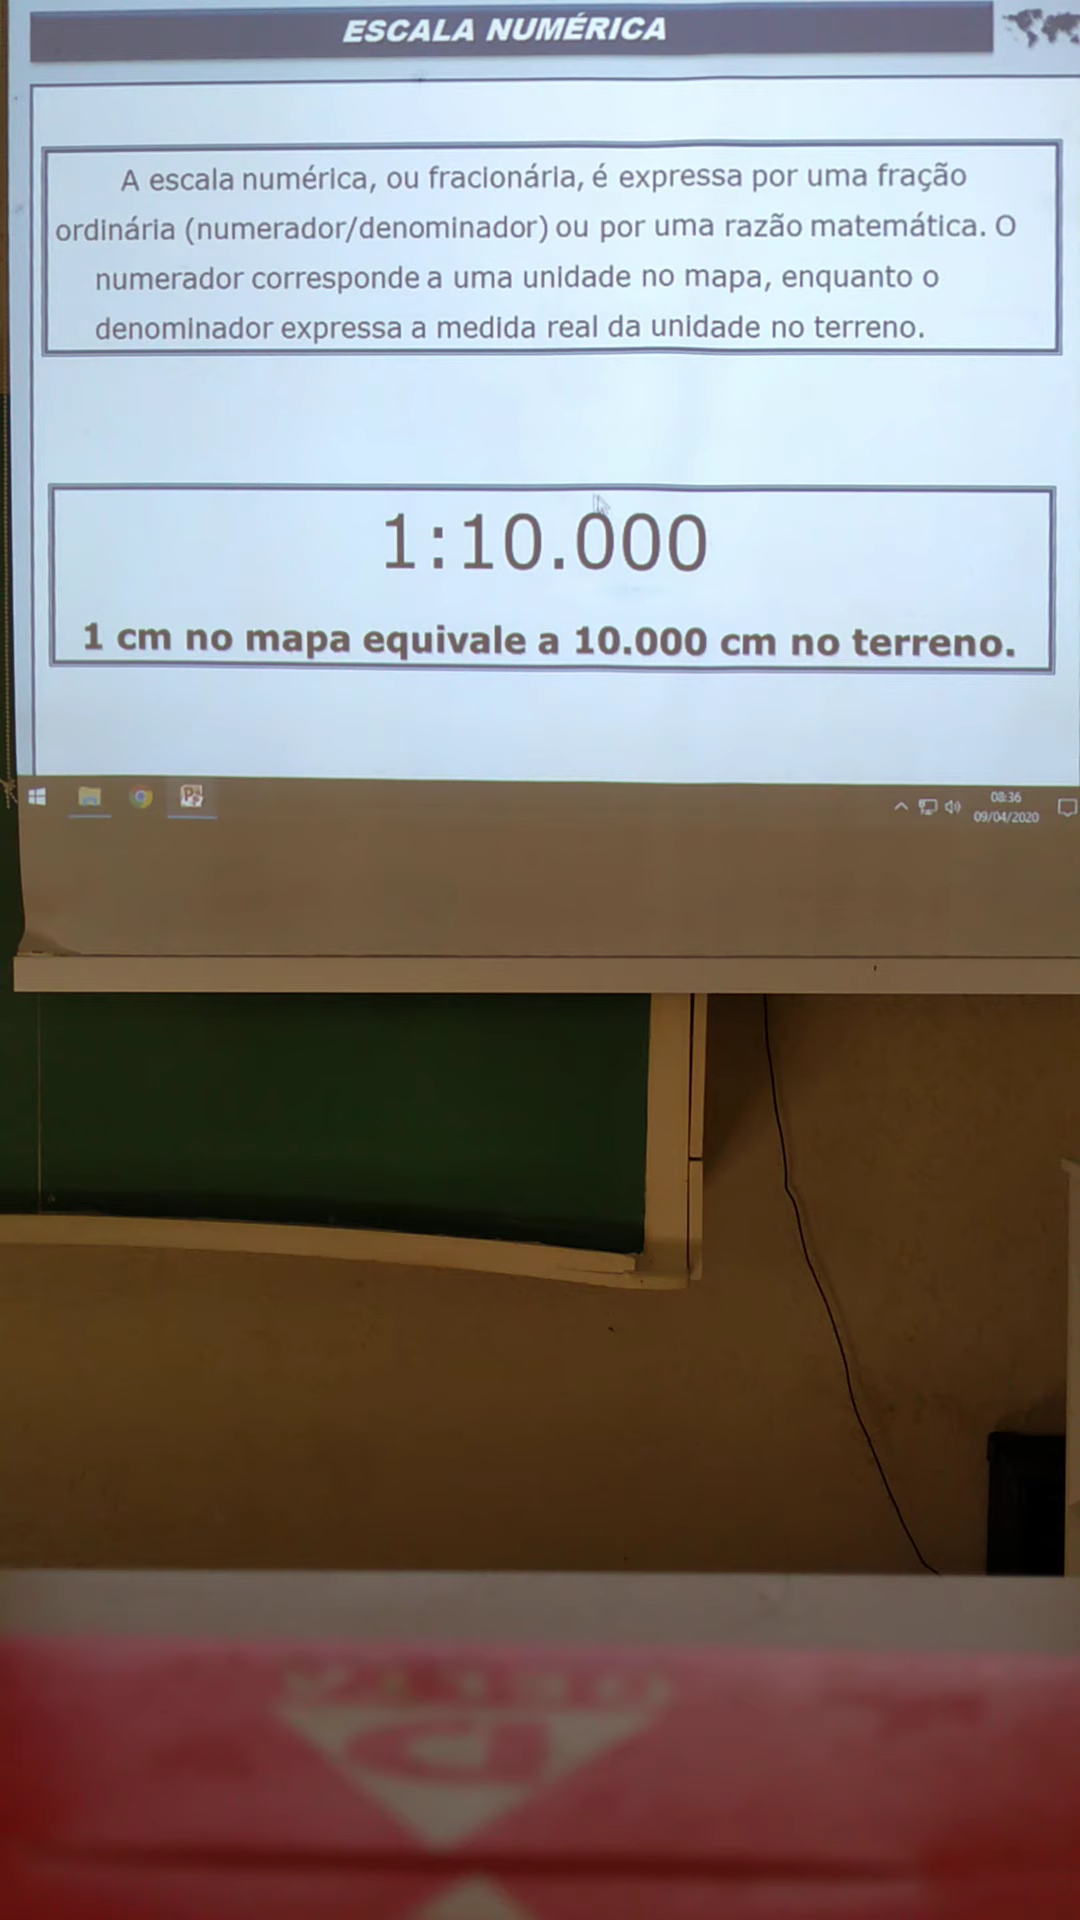 ESCALA NUMÉRICA
A escala numérica, ou fracionária, é expressa por uma fração
ordinária (numerador/denominador) ou por uma razão matemática. O
numerador corresponde a uma unidade no mapa, enquanto o
denominador expressa a medida real da unidade no terreno.
1:10.000
1 cm no mapa equivale a 10.000 cm no terreno.
08:36
09/04/2020